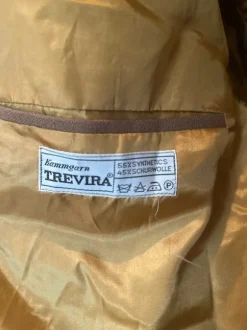 Kammgarn
TREVIRA®
55% SYNTHETICS
45% SCHURWOLLE
P